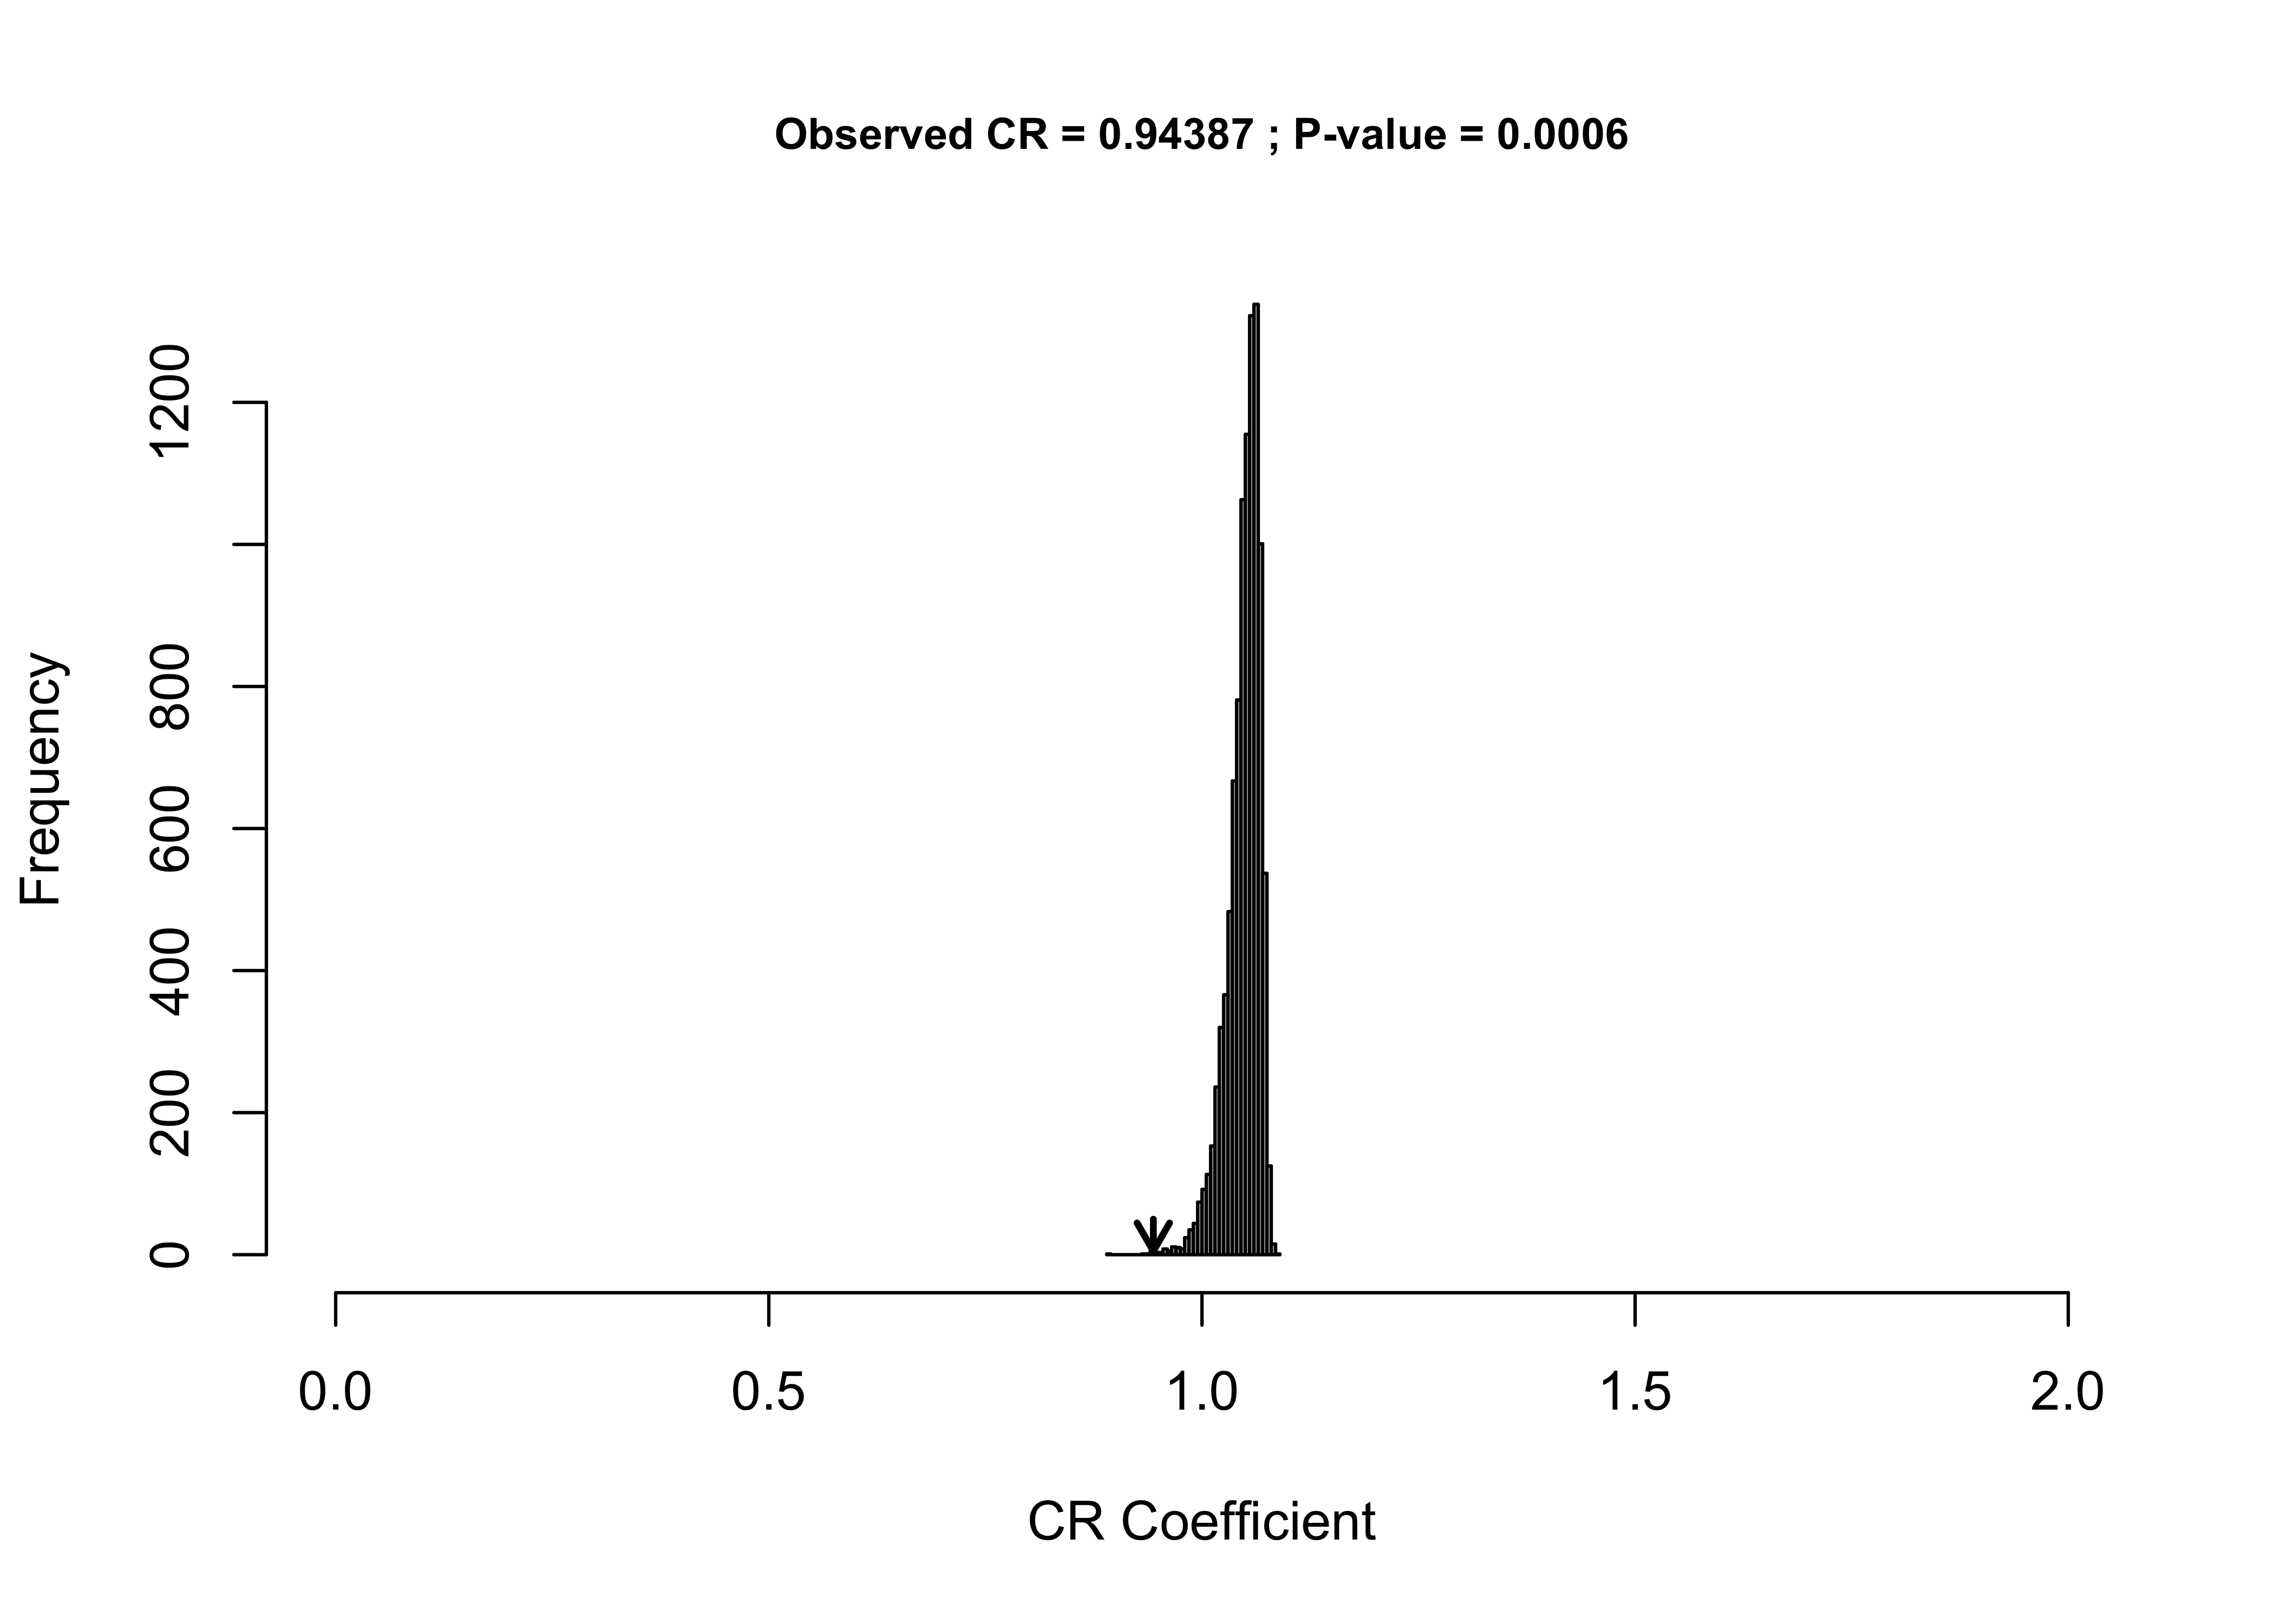 Observed CR = 0.94387 ; P-value = 0.0006
Frequency
1200
800
600
400
200
0
0.0 0.5 1.0 1.5 2.0
CR Coefficient